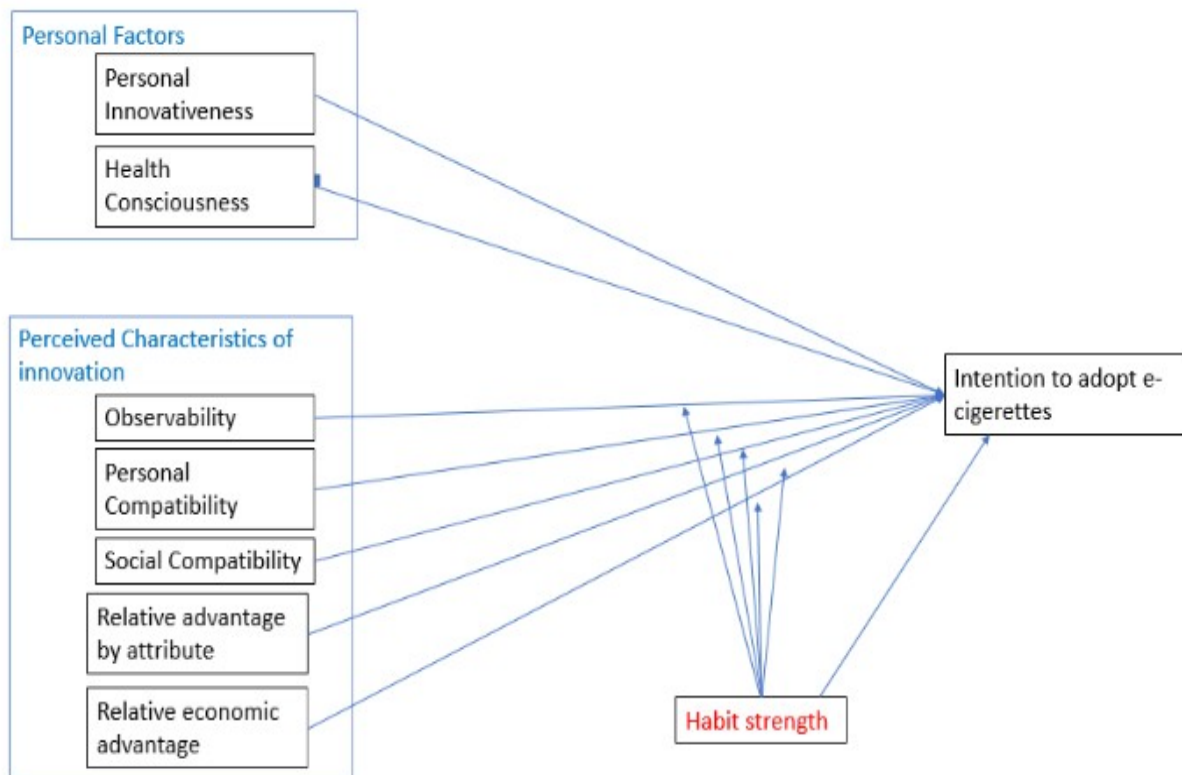 Personal Factors
Personal
Innovativeness
Health
Consciousness
Perceived Characteristics of
innovation
Observability
Personal
Compatibility
Social Compatibility
Relative advantage
by attribute
Relative economic
advantage
Intention to adopt e-
cigerettes
Habit strength